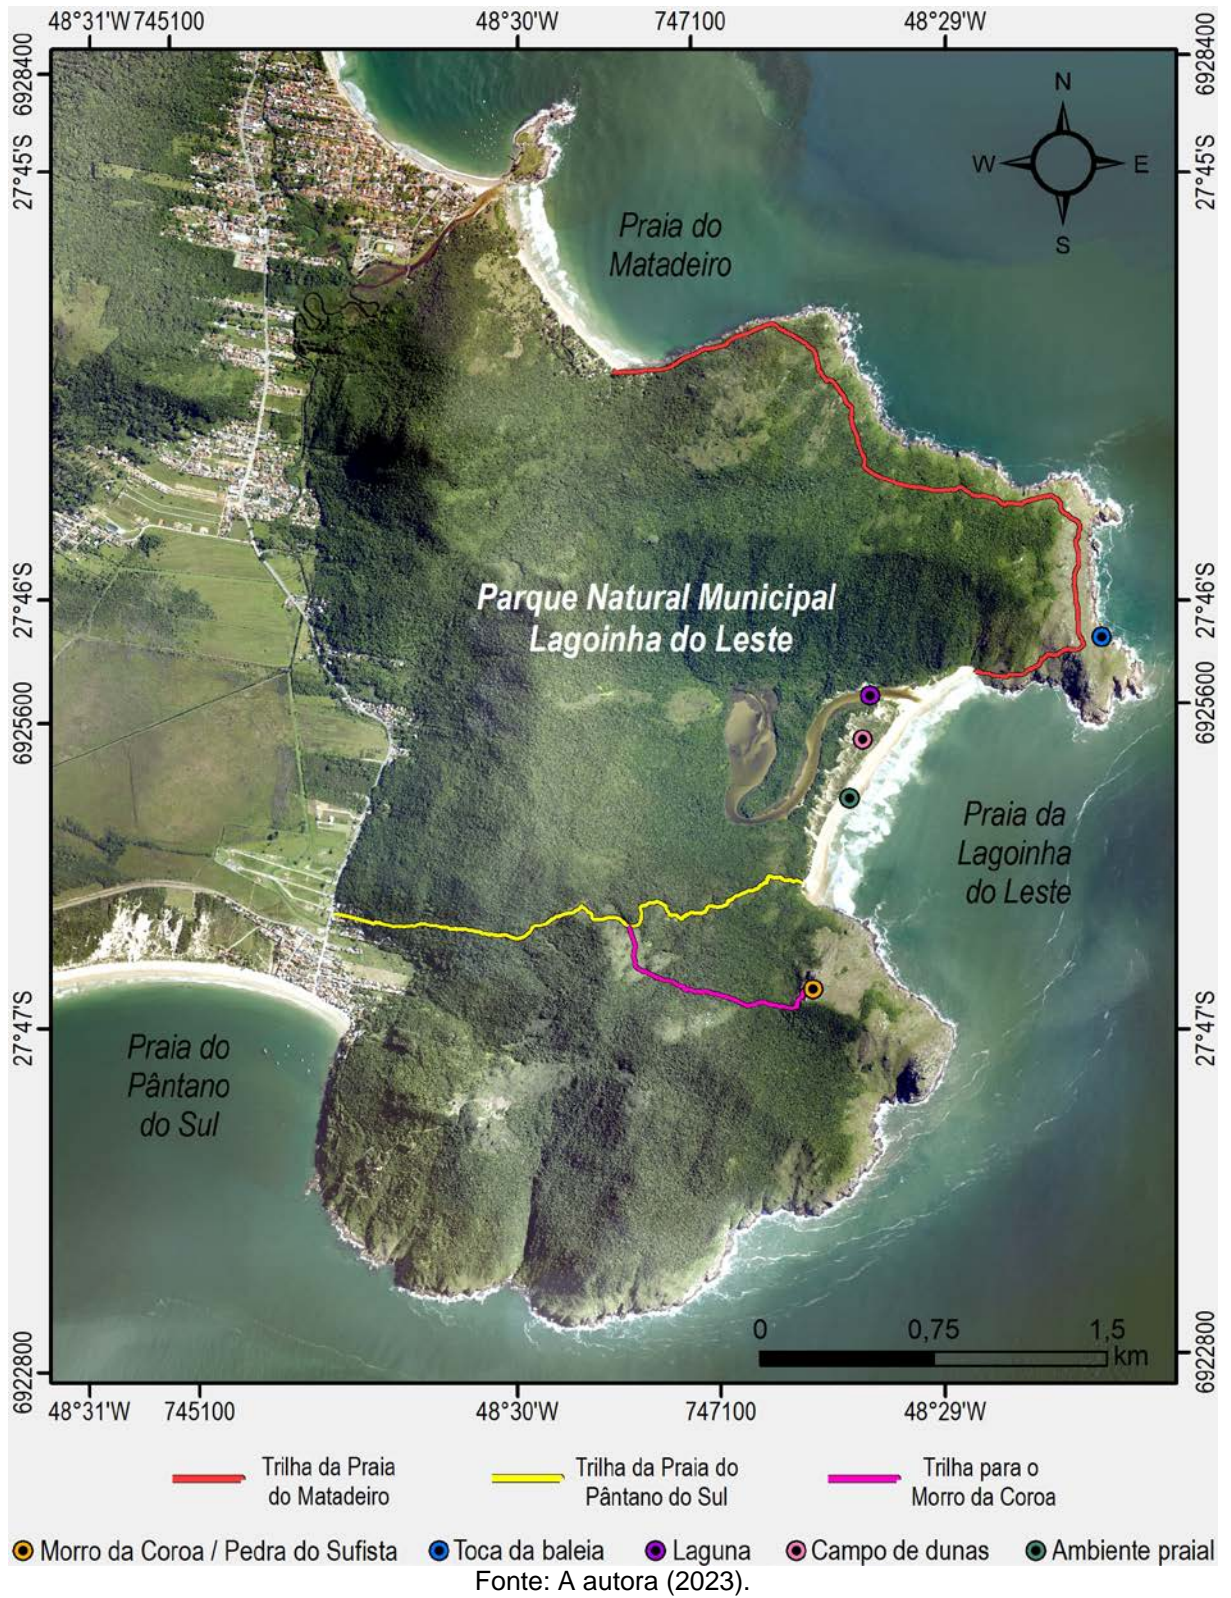 48°31'W 745100 48°30'W 747100 48°29'W
6928400
6928400
N
W E
S
27°45'S
27°45'S
Praia do
Matadeiro
27°46'S
27°46'S
Parque Natural Municipal
Lagoinha do Leste
6925600
6925600
Praia da
Lagoinha
do Leste
27°47'S
27°47'S
Praia do
Pântano
do Sul
0 0,75 1,5
km
6922800
6922800
48°31'W 745100 48°30'W 747100 48°29'W
Trilha da Praia
do Matadeiro
Trilha da Praia do
Pântano do Sul
Trilha para o
Morro da Coroa
Morro da Coroa / Pedra do Sufista Toca da baleia Laguna Campo de dunas Ambiente praial
Fonte: A autora (2023).